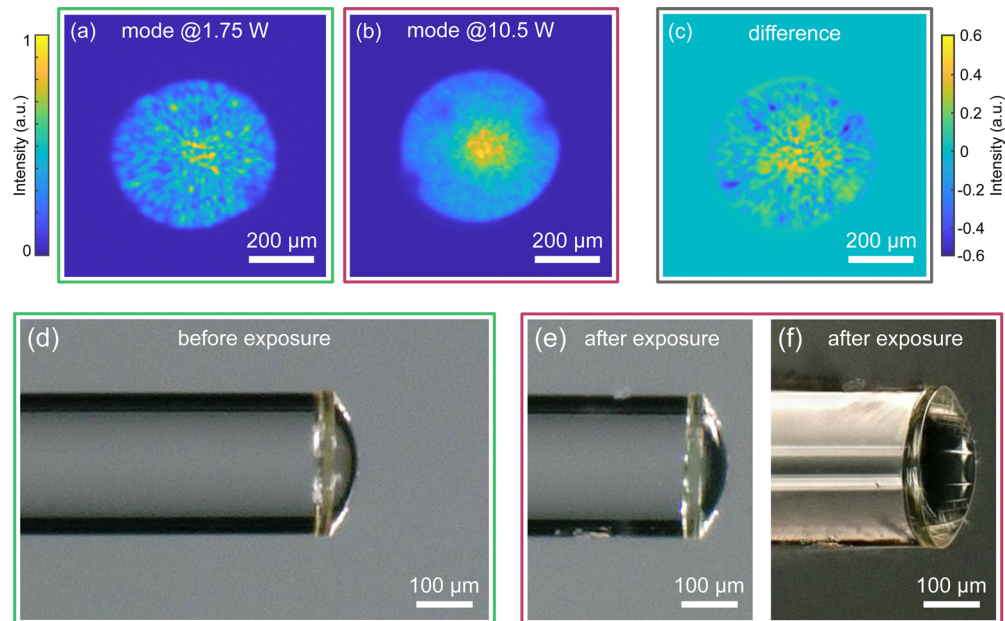 (a) mode @1.75 W
(b) mode @10.5 W
(c) difference
1
Intensity (a.u.)
0
200 µm
200 µm
200 µm
0.6
0.4
0.2
0
-0.2
-0.4
-0.6
Intensity (a.u.)
(d) before exposure
(e) after exposure
(f) after exposure
100 µm
100 µm
100 µm